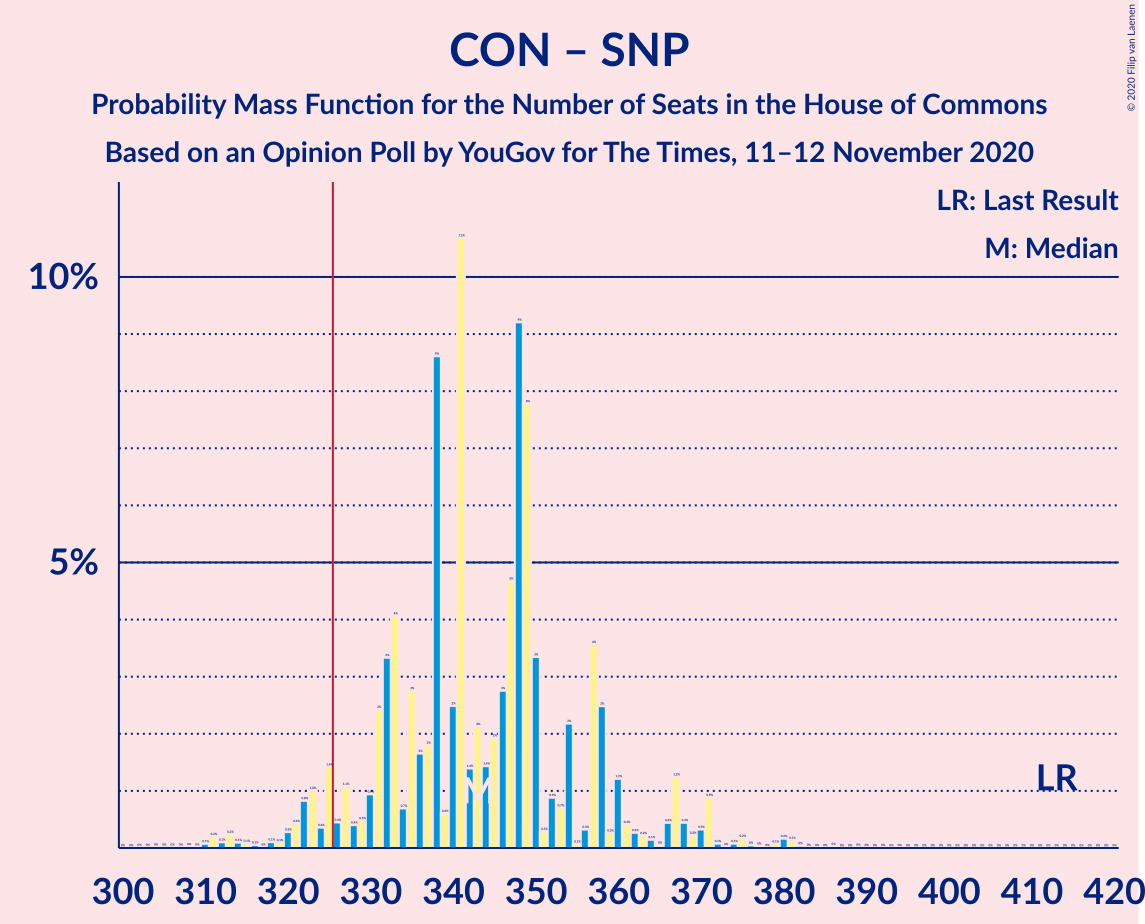 CON – SNP
Probability Mass Function for the Number of Seats in the House of Commons
Based on an Opinion Poll by YouGov for The Times, 11–12 November 2020
© 2020 Filip van Laenen
LR: Last Result
M: Median
10%
5%
M
LR
300 310 320 330 340 350 360 370 380 390 400 410 420